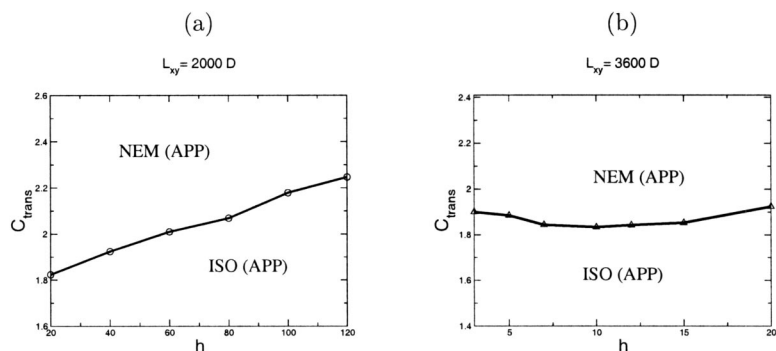 (a)
L_xy = 2000 D
2.6
2.4
2.2
2
1.8
1.6
C_trans
NEM (APP)
ISO (APP)
20 40 60 80 100 120
h
(b)
L_xy = 3600 D
2.4
2.2
2
1.8
1.6
1.4
C_trans
NEM (APP)
ISO (APP)
5 10 15 20
h